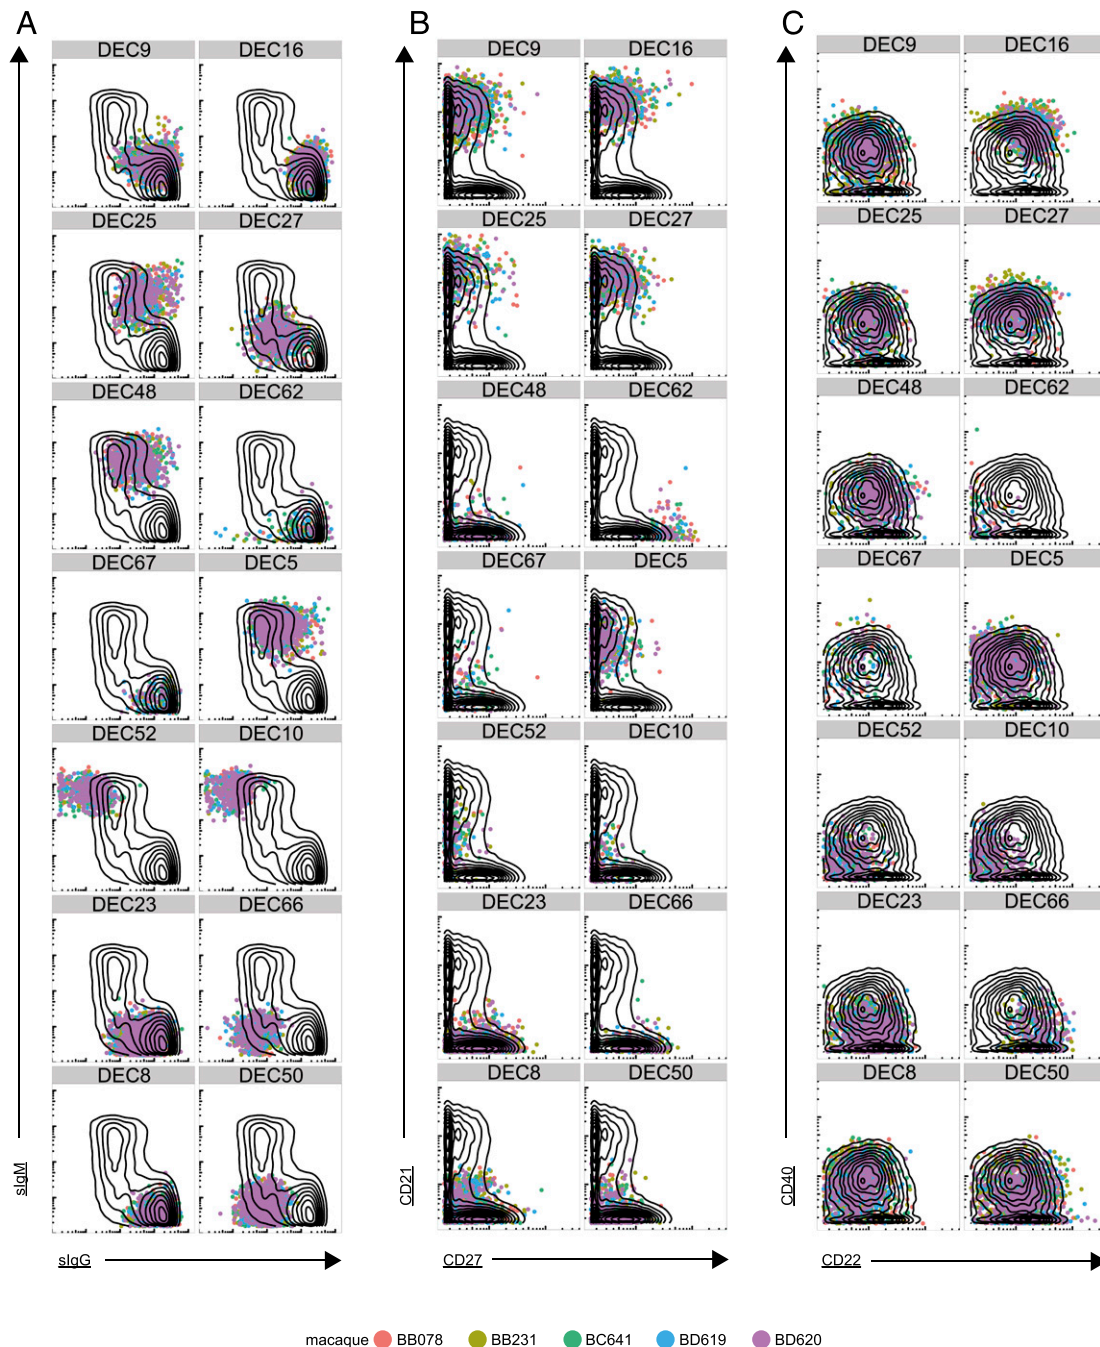 A B C
DEC9 DEC16 DEC9 DEC16 DEC9 DEC16
DEC25 DEC27 DEC25 DEC27 DEC25 DEC27
DEC48 DEC62 DEC48 DEC62 DEC48 DEC62
DEC67 DEC5 DEC67 DEC5 DEC67 DEC5
DEC52 DEC10 DEC52 DEC10 DEC52 DEC10
DEC23 DEC66 DEC23 DEC66 DEC23 DEC66
DEC8 DEC50 DEC8 DEC50 DEC8 DEC50
sIgM CD21 CD40
sIgG CD27 CD22
macaque BB078 BB231 BC641 BD619 BD620